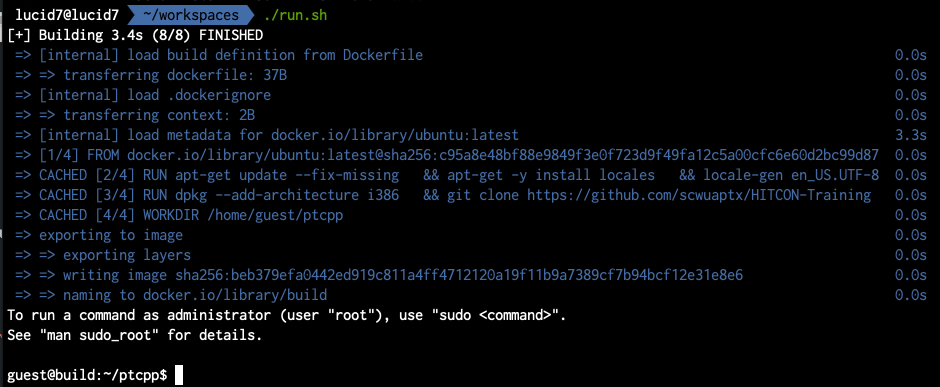 lucid7@lucid7 ~/workspaces ./run.sh
[+] Building 3.4s (8/8) FINISHED
=> [internal] load build definition from Dockerfile 0.0s
=> => transferring dockerfile: 37B 0.0s
=> [internal] load .dockerignore 0.0s
=> => transferring context: 2B 0.0s
=> [internal] load metadata for docker.io/library/ubuntu:latest 3.3s
=> [1/4] FROM docker.io/library/ubuntu:latest@sha256:c95a8e48bf88e9849f3e0f723d9f49fa12c5a00cfc6e60d2bc99d87 0.0s
=> CACHED [2/4] RUN apt-get update --fix-missing && apt-get -y install locales && locale-gen en_US.UTF-8 0.0s
=> CACHED [3/4] RUN dpkg --add-architecture i386 && git clone https://github.com/scwuaptx/HITCON-Training 0.0s
=> CACHED [4/4] WORKDIR /home/guest/ptcpp 0.0s
=> exporting to image 0.0s
=> => exporting layers 0.0s
=> => writing image sha256:beb379efa0442ed919c811a4ff4712120a19f11b9a7389cf7b94bcf12e31e8e6 0.0s
=> => naming to docker.io/library/build 0.0s
To run a command as administrator (user "root"), use "sudo <command>".
See "man sudo_root" for details.
guest@build:~/ptcpp$